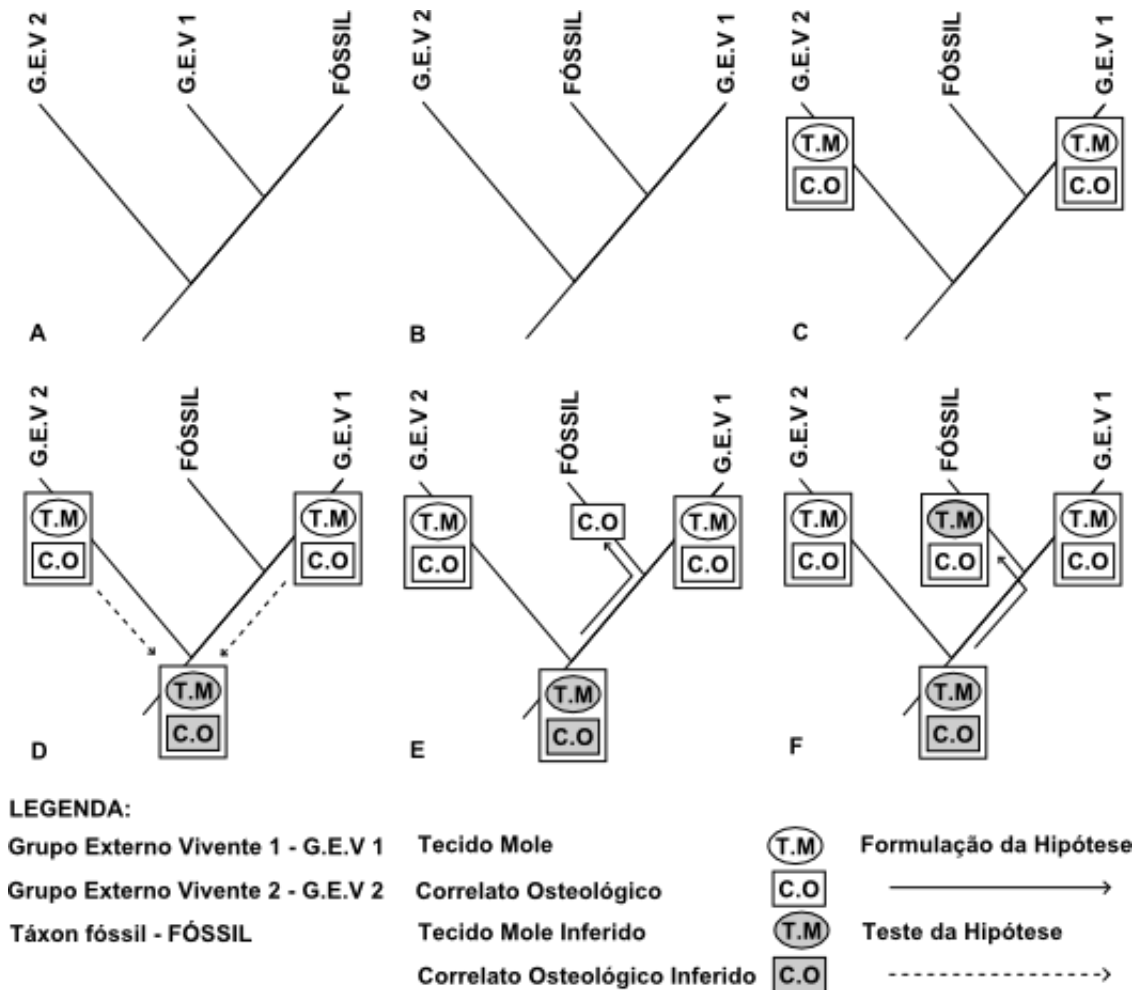 G.E.V 2
G.E.V 1
FÓSSIL
A
G.E.V 2
FÓSSIL
G.E.V 1
B
G.E.V 2
FÓSSIL
G.E.V 1
T.M
C.O
T.M
C.O
C
G.E.V 2
FÓSSIL
G.E.V 1
T.M
C.O
T.M
C.O
T.M
C.O
D
G.E.V 2
FÓSSIL
G.E.V 1
T.M
C.O
C.O
T.M
C.O
T.M
C.O
E
G.E.V 2
FÓSSIL
G.E.V 1
T.M
C.O
T.M
C.O
T.M
C.O
T.M
C.O
F
LEGENDA:
Grupo Externo Vivente 1 - G.E.V 1
Grupo Externo Vivente 2 - G.E.V 2
Táxon fóssil - FÓSSIL
Tecido Mole T.M
Correlato Osteológico C.O
Tecido Mole Inferido T.M
Correlato Osteológico Inferido C.O
Formulação da Hipótese
Teste da Hipótese